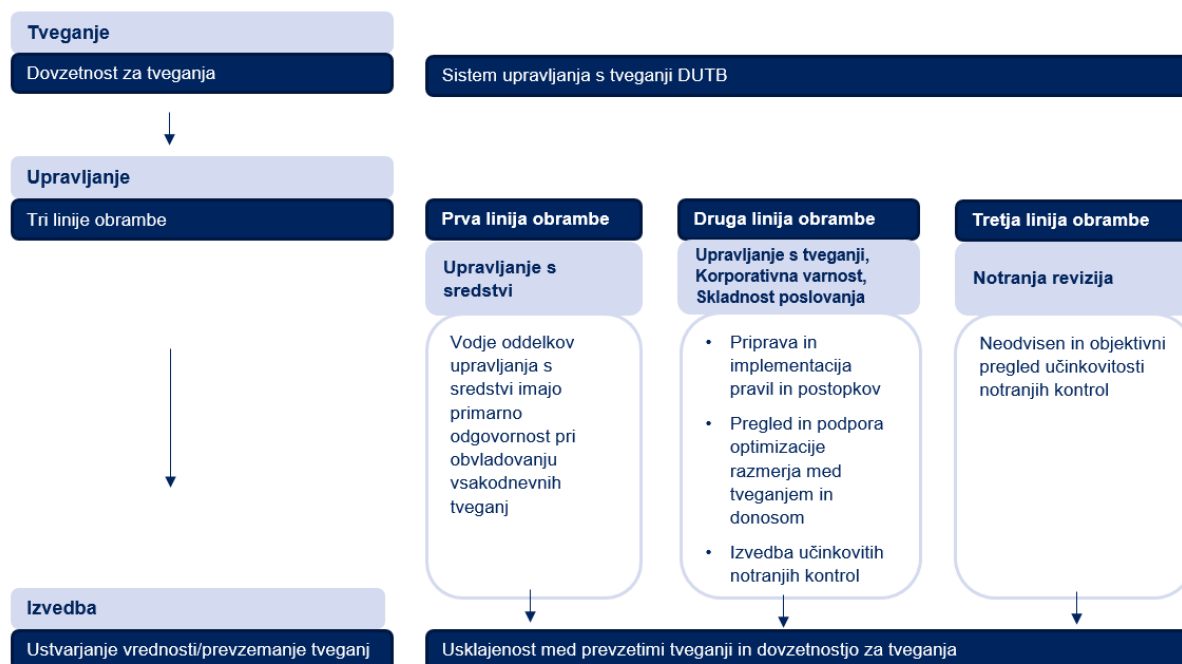 Tveganje
Dovzetnost za tveganja
Sistem upravljanja s tveganji DUTB
Upravljanje
Tri linije obrambe
Prva linija obrambe
Upravljanje s
sredstvi
Vodje oddelkov
upravljanja s
sredstvi imajo
primarno
odgovornost pri
obvladovanju
vsakodnevnih
tveganj
Druga linija obrambe
Upravljanje s tveganji,
Korporativna varnost,
Skladnost poslovanja
• Priprava in
implementacija
pravil in postopkov
• Pregled in podpora
optimizacije
razmerja med
tveganjem in
donosom
• Izvedba učinkovitih
notranjih kontrol
Tretja linija obrambe
Notranja revizija
Neodvisen in objektivni
pregled učinkovitosti
notranjih kontrol
Izvedba
Ustvarjanje vrednosti/prevzemanje tveganj
Usklajenost med prevzetimi tveganji in dovzetnostjo za tveganja